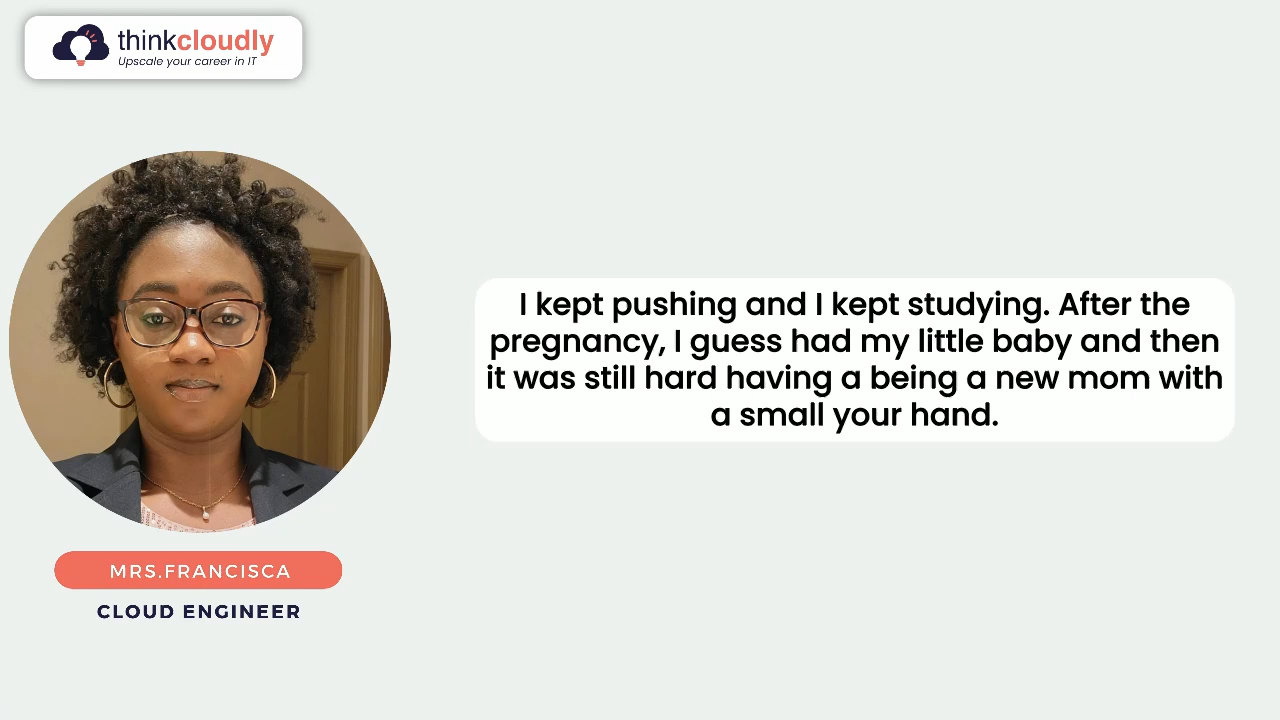 thinkcloudly
Upscale your career in IT
I kept pushing and I kept studying. After the
pregnancy, I guess had my little baby and then
it was still hard having a being a new mom with
a small your hand.
MRS.FRANCISCA
CLOUD ENGINEER